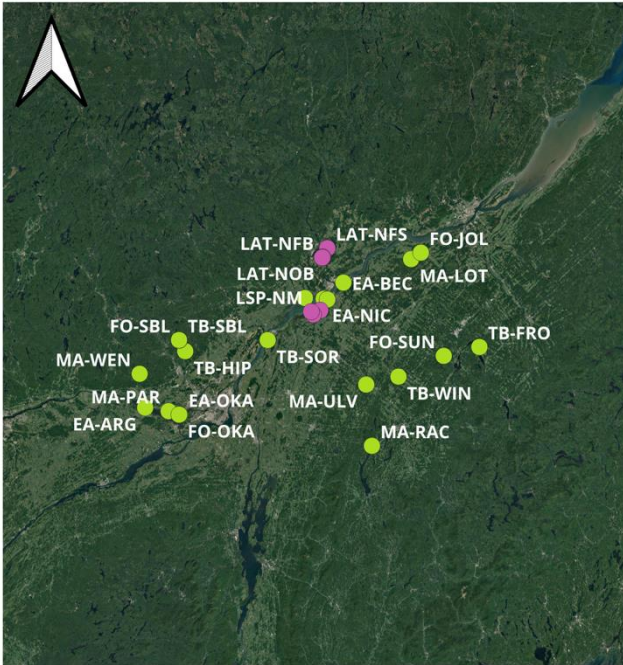 LAT-NFS
LAT-NFB
FO-JOL
LAT-NOB
MA-LOT
EA-BEC
LSP-NM
EA-NIC
FO-SBL
TB-SBL
TB-FRO
FO-SUN
TB-SOR
MA-WEN
TB-HIP
TB-WIN
MA-PAR
EA-OKA
MA-ULV
EA-ARG
FO-OKA
MA-RAC